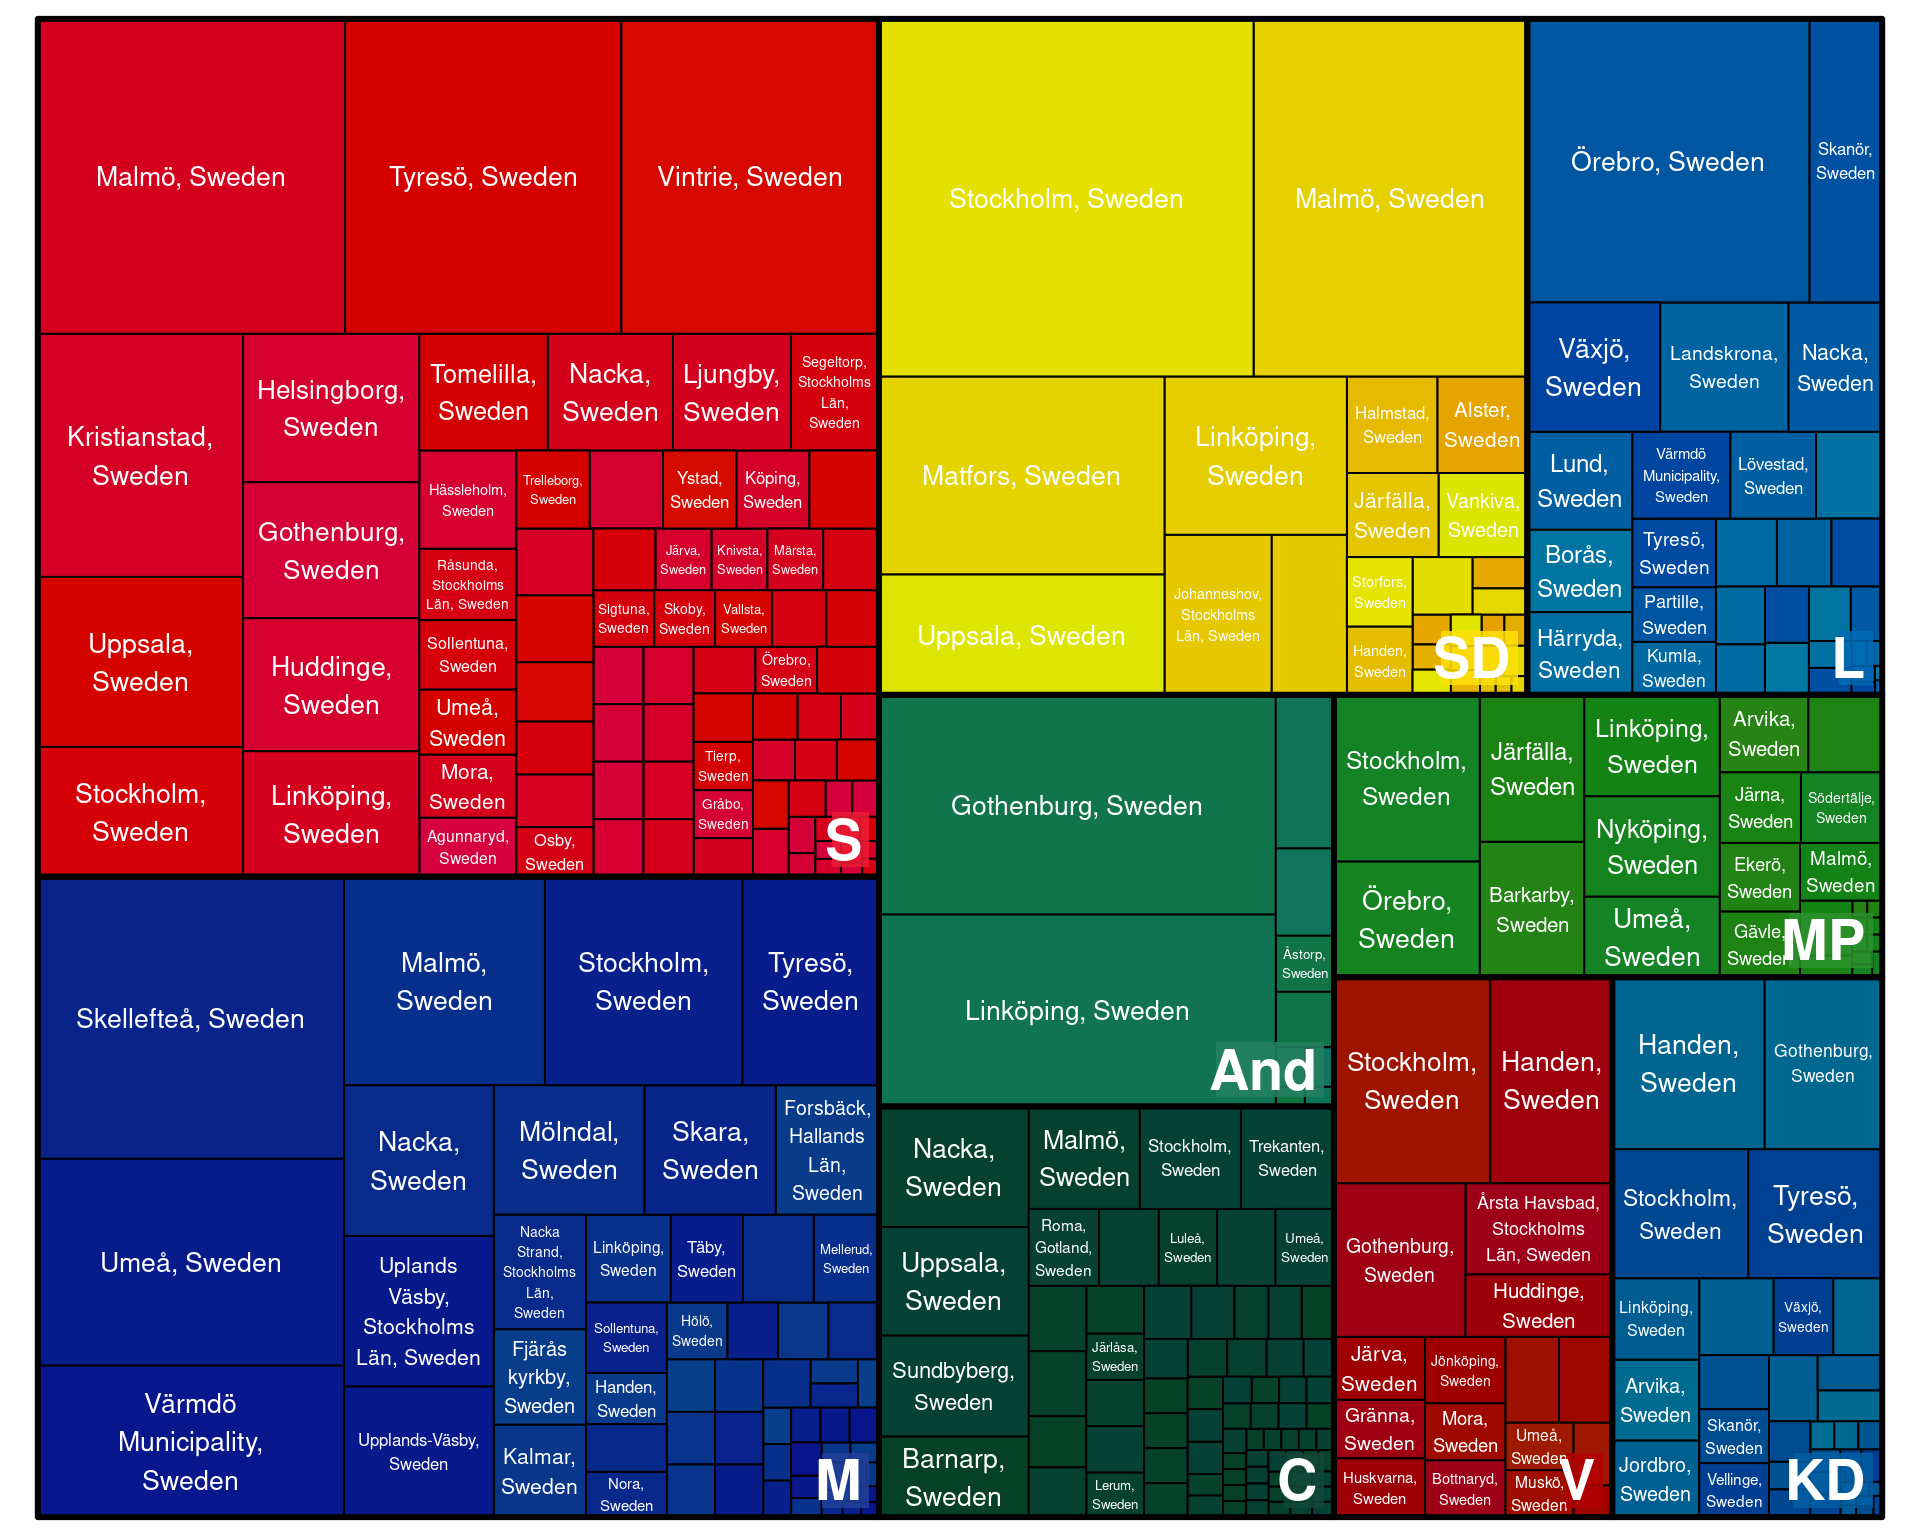 Malmö, Sweden
Tyresö, Sweden
Vintrie, Sweden
Kristianstad,
Sweden
Uppsala,
Sweden
Stockholm,
Sweden
Helsingborg,
Sweden
Gothenburg,
Sweden
Huddinge,
Sweden
Linköping,
Sweden
Tomelilla,
Sweden
Nacka,
Sweden
Ljungby,
Sweden
Segeltorp,
Stockholms
Län,
Sweden
Hässleholm,
Sweden
Råsunda,
Stockholms
Län, Sweden
Sollentuna,
Sweden
Umeå,
Sweden
Mora,
Sweden
Agunnaryd,
Sweden
Trelleborg,
Sweden
Ystad,
Sweden
Köping,
Sweden
Järva,
Sweden
Knivsta,
Sweden
Märsta,
Sweden
Sigtuna,
Sweden
Skoby,
Sweden
Vallsta,
Sweden
Örebro,
Sweden
Tierp,
Sweden
Gråbo,
Sweden
Osby,
Sweden
S
Stockholm, Sweden
Malmö, Sweden
Matfors, Sweden
Uppsala, Sweden
Linköping,
Sweden
Johanneshov,
Stockholms
Län, Sweden
Halmstad,
Sweden
Alster,
Sweden
Järfälla,
Sweden
Vankiva,
Sweden
Storfors,
Sweden
Handen,
Sweden
SD
Örebro, Sweden
Skanör,
Sweden
Växjö,
Sweden
Landskrona,
Sweden
Nacka,
Sweden
Lund,
Sweden
Borås,
Sweden
Härryda,
Sweden
Värmdö
Municipality,
Sweden
Lövestad,
Sweden
Tyresö,
Sweden
Partille,
Sweden
Kumla,
Sweden
L
Skellefteå, Sweden
Umeå, Sweden
Värmdö
Municipality,
Sweden
Malmö,
Sweden
Stockholm,
Sweden
Tyresö,
Sweden
Nacka,
Sweden
Uplands
Väsby,
Stockholms
Län, Sweden
Upplands-Väsby,
Sweden
Mölndal,
Sweden
Skara,
Sweden
Forsbäck,
Hallands
Län,
Sweden
Nacka
Strand,
Stockholms
Län,
Sweden
Fjärås
kyrkby,
Sweden
Kalmar,
Sweden
Linköping,
Sweden
Täby,
Sweden
Mellerud,
Sweden
Sollentuna,
Sweden
Hölö,
Sweden
Handen,
Sweden
Nora,
Sweden
M
Gothenburg, Sweden
Linköping, Sweden
Åstorp,
Sweden
And
Nacka,
Sweden
Uppsala,
Sweden
Sundbyberg,
Sweden
Barnarp,
Sweden
Malmö,
Sweden
Stockholm,
Sweden
Trekanten,
Sweden
Roma,
Gotland,
Sweden
Luleå,
Sweden
Umeå,
Sweden
Järlåsa,
Sweden
Lerum,
Sweden
C
Stockholm,
Sweden
Örebro,
Sweden
Järfälla,
Sweden
Barkarby,
Sweden
Linköping,
Sweden
Nyköping,
Sweden
Umeå,
Sweden
Arvika,
Sweden
Järna,
Sweden
Södertälje,
Sweden
Ekerö,
Sweden
Malmö,
Sweden
Gävle,
Sweden
MP
Stockholm,
Sweden
Handen,
Sweden
Gothenburg,
Sweden
Årsta Havsbad,
Stockholms
Län, Sweden
Huddinge,
Sweden
Järva,
Sweden
Gränna,
Sweden
Huskvarna,
Sweden
Jönköping,
Sweden
Mora,
Sweden
Bottnaryd,
Sweden
Umeå,
Sweden
Muskö,
Sweden
V
Handen,
Sweden
Gothenburg,
Sweden
Stockholm,
Sweden
Tyresö,
Sweden
Linköping,
Sweden
Arvika,
Sweden
Jordbro,
Sweden
Växjö,
Sweden
Skanör,
Sweden
Vellinge,
Sweden
KD